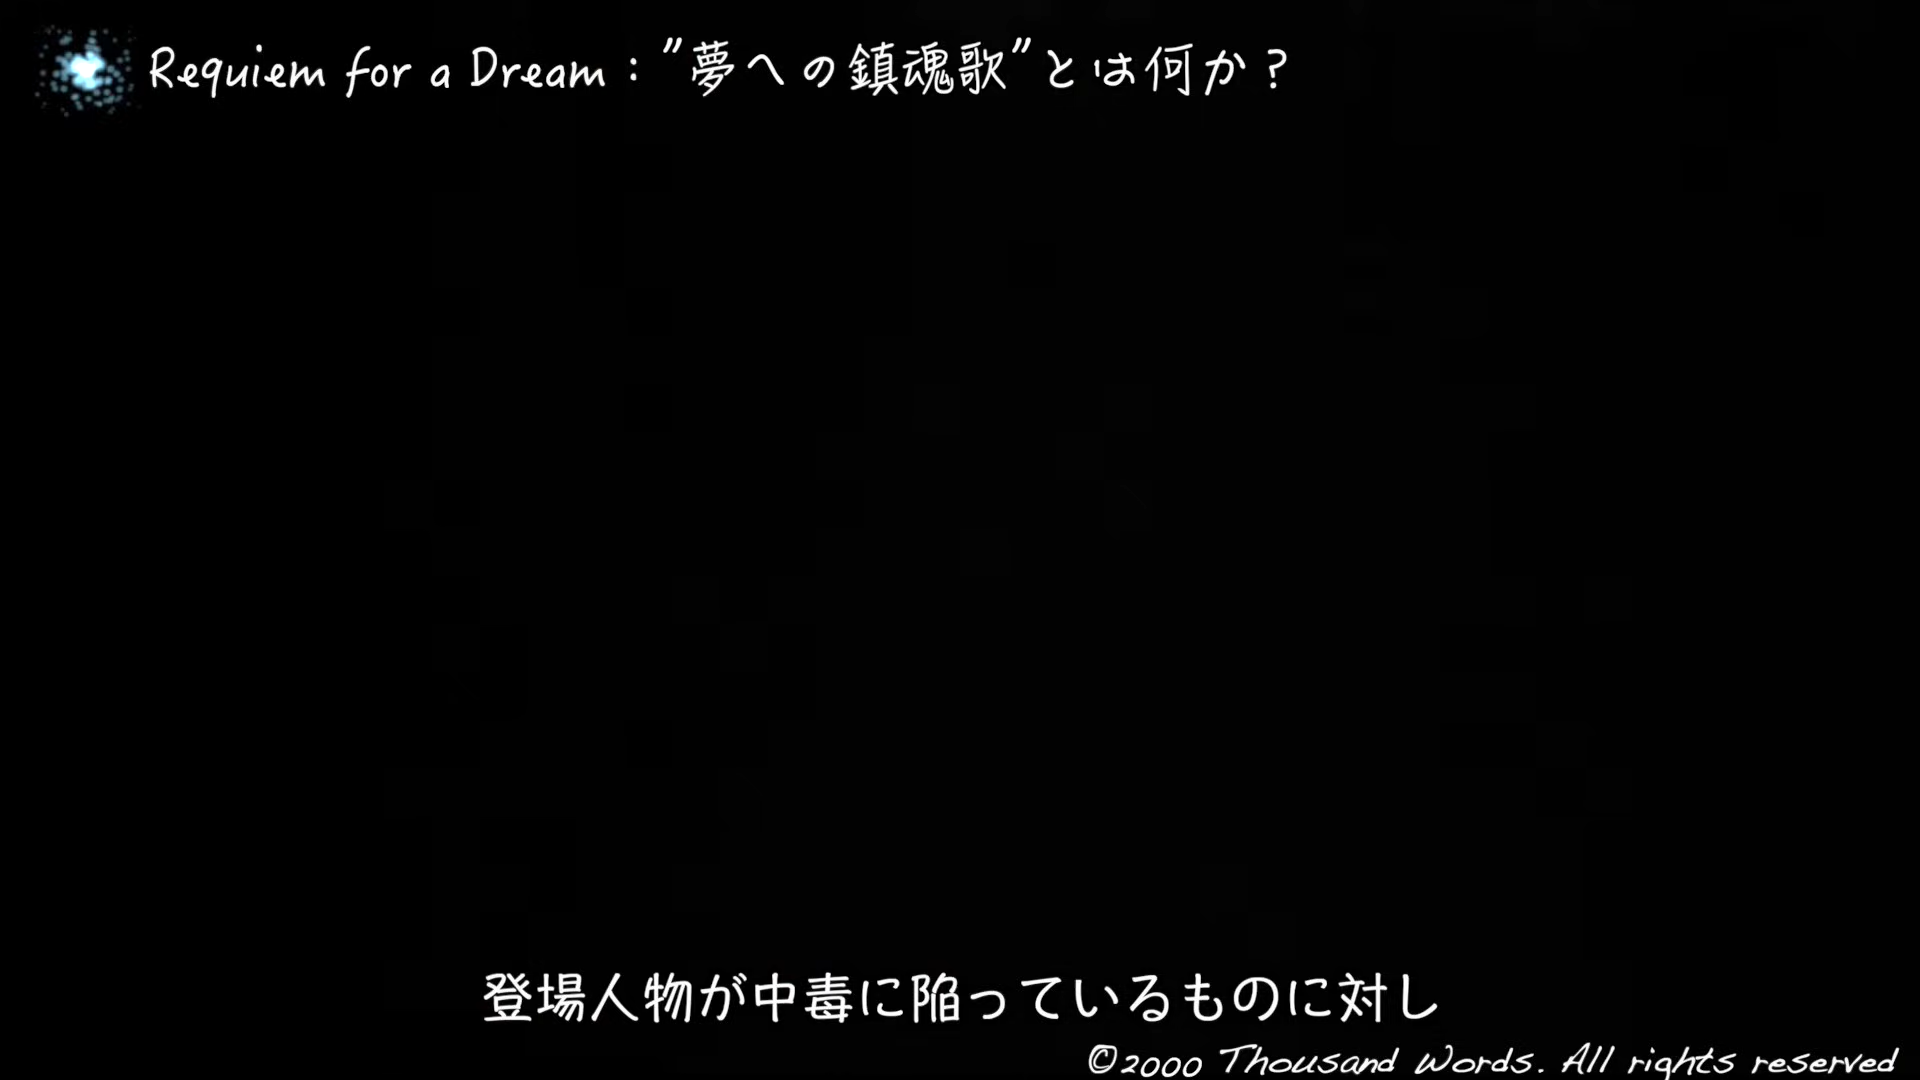 Requiem for a Dream：”夢への鎮魂歌”とは何か？
登場人物が中毒に陥っているものに対し
©2000 Thousand Words. All rights reserved